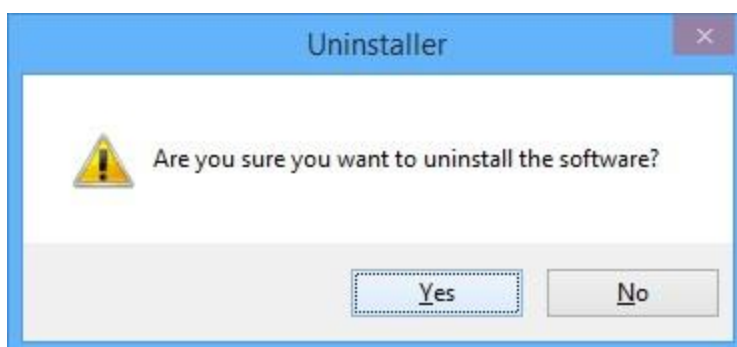 Uninstaller
Are you sure you want to uninstall the software?
Yes
No